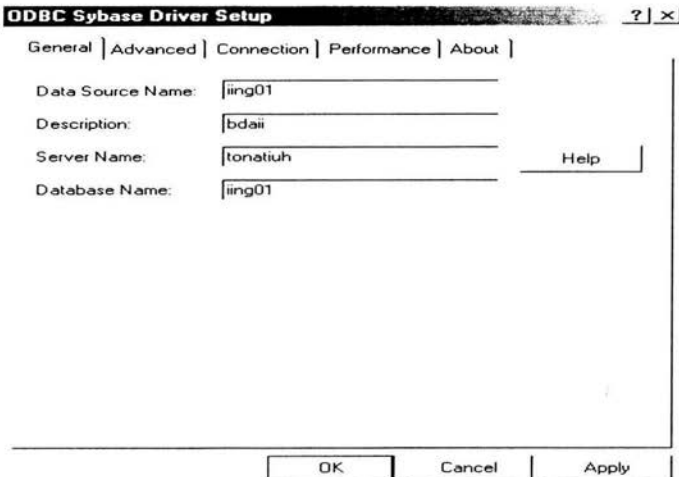 ODBC Sybase Driver Setup ? ×
General Advanced Connection Performance About
Data Source Name: iing01
Description: bdaii
Server Name: tonatiuh
Help
Database Name: iing01
OK Cancel Apply